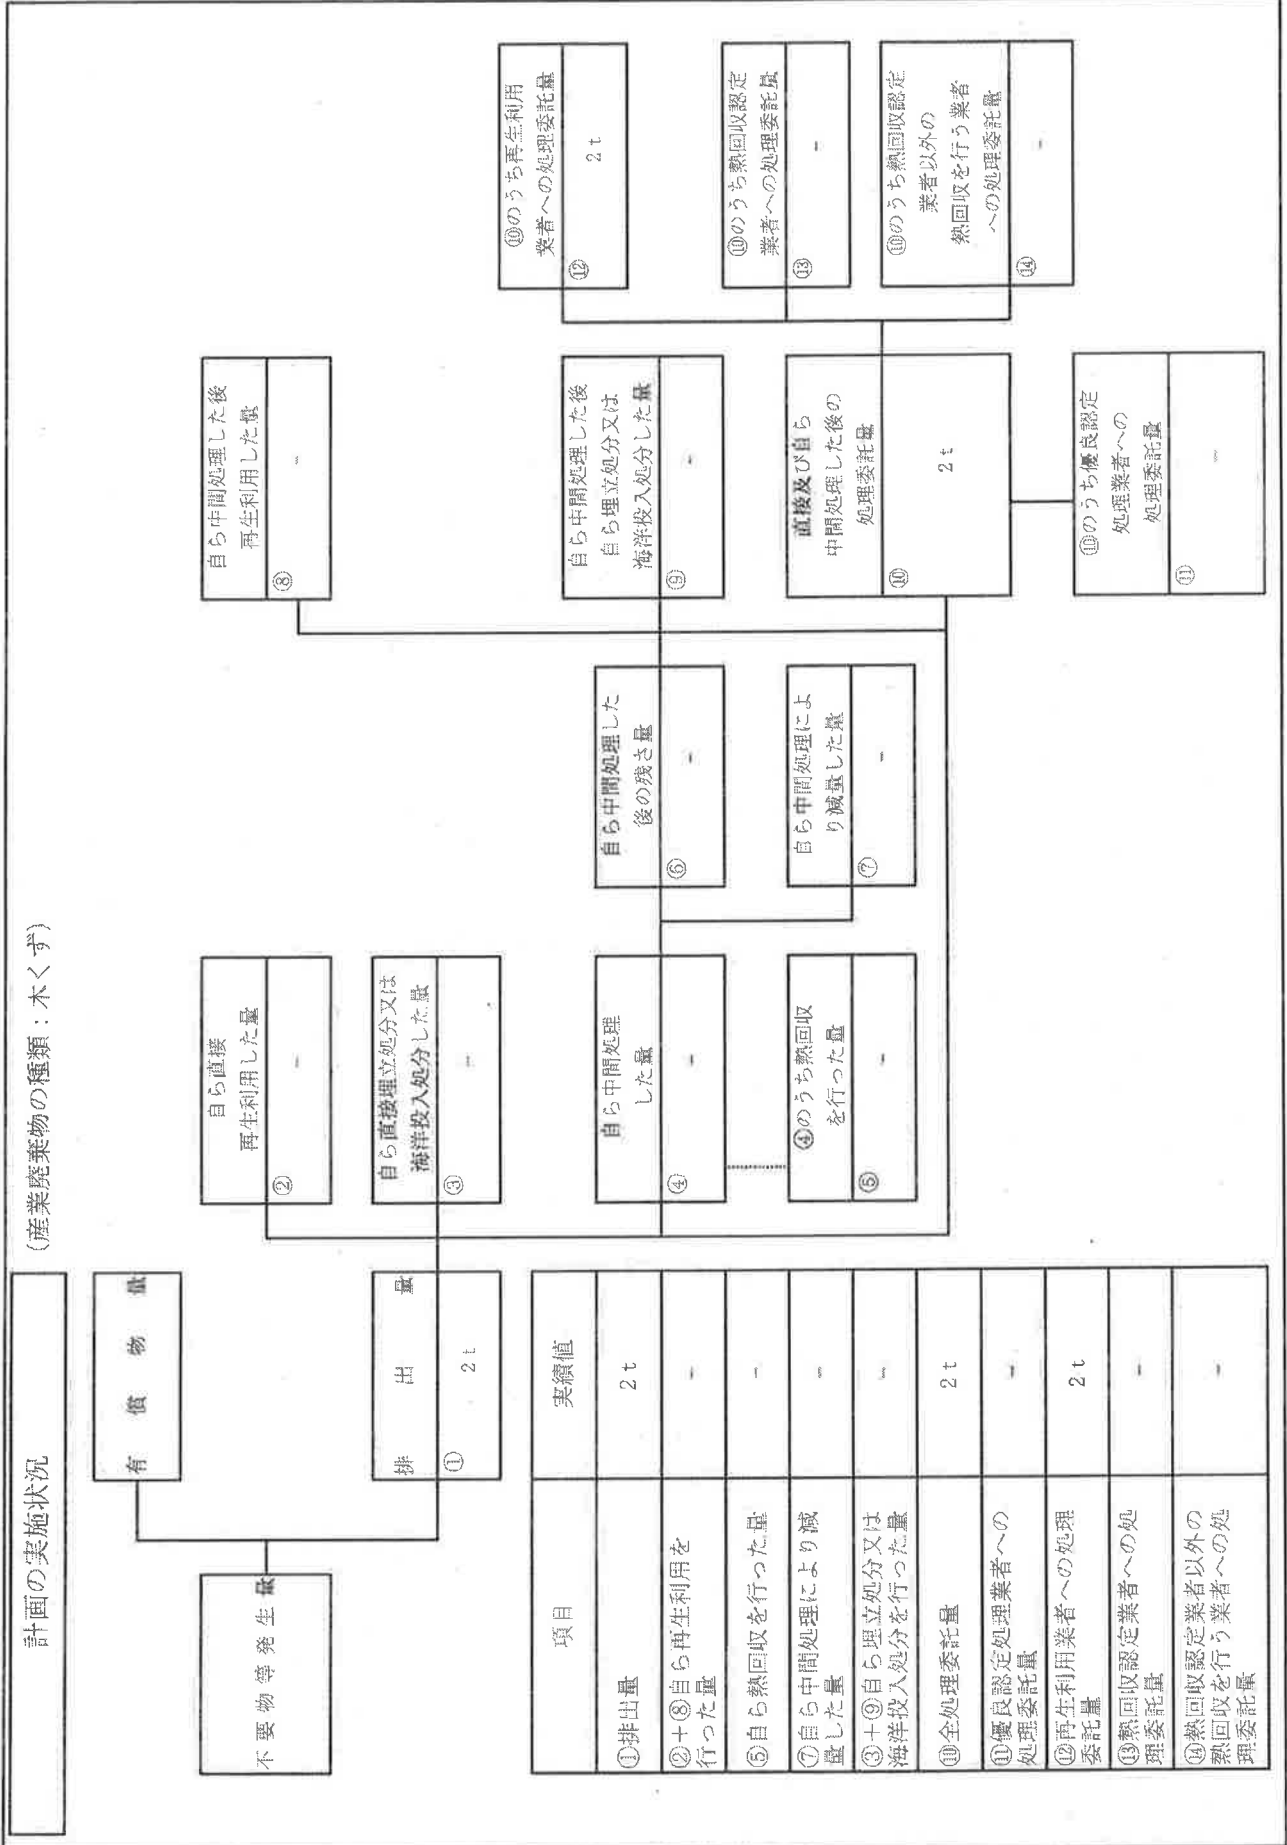 計画の実施状況
(産業廃棄物の種類：木くず)
不要物等発生量
有償物量
排出量
①
2 t
自ら直接
再生利用した量
②
－
自ら直接埋立処分又は
海洋投入処分した量
③
－
自ら中間処理
した量
④
－
④のうち熱回収
を行った量
⑤
－
自ら中間処理した
後の残さ量
⑥
－
自ら中間処理によ
り減量した量
⑦
－
自ら中間処理した後
再生利用した量
⑧
－
自ら中間処理した後
自ら埋立処分又は
海洋投入処分した量
⑨
－
直接及び自ら
中間処理した後の
処理委託量
⑩
2 t
⑩のうち優良認定
処理業者への
処理委託量
⑪
－
⑩のうち再生利用
業者への処理委託量
⑫
2 t
⑩のうち熱回収認定
業者への処理委託量
⑬
－
⑩のうち熱回収認定
業者以外の
熱回収を行う業者
への処理委託量
⑭
－
項目 実績値
①排出量 2 t
②＋⑧自ら再生利用を
行った量 －
⑤自ら熱回収を行った量 －
⑦自ら中間処理により減
量した量 －
③＋⑨自ら埋立処分又は
海洋投入処分を行った量 －
⑩全処理委託量 2 t
⑪優良認定処理業者への
処理委託量 －
⑫再生利用業者への処理
委託量 2 t
⑬熱回収認定業者への処
理委託量 －
⑭熱回収認定業者以外の
熱回収を行う業者への処
理委託量 －